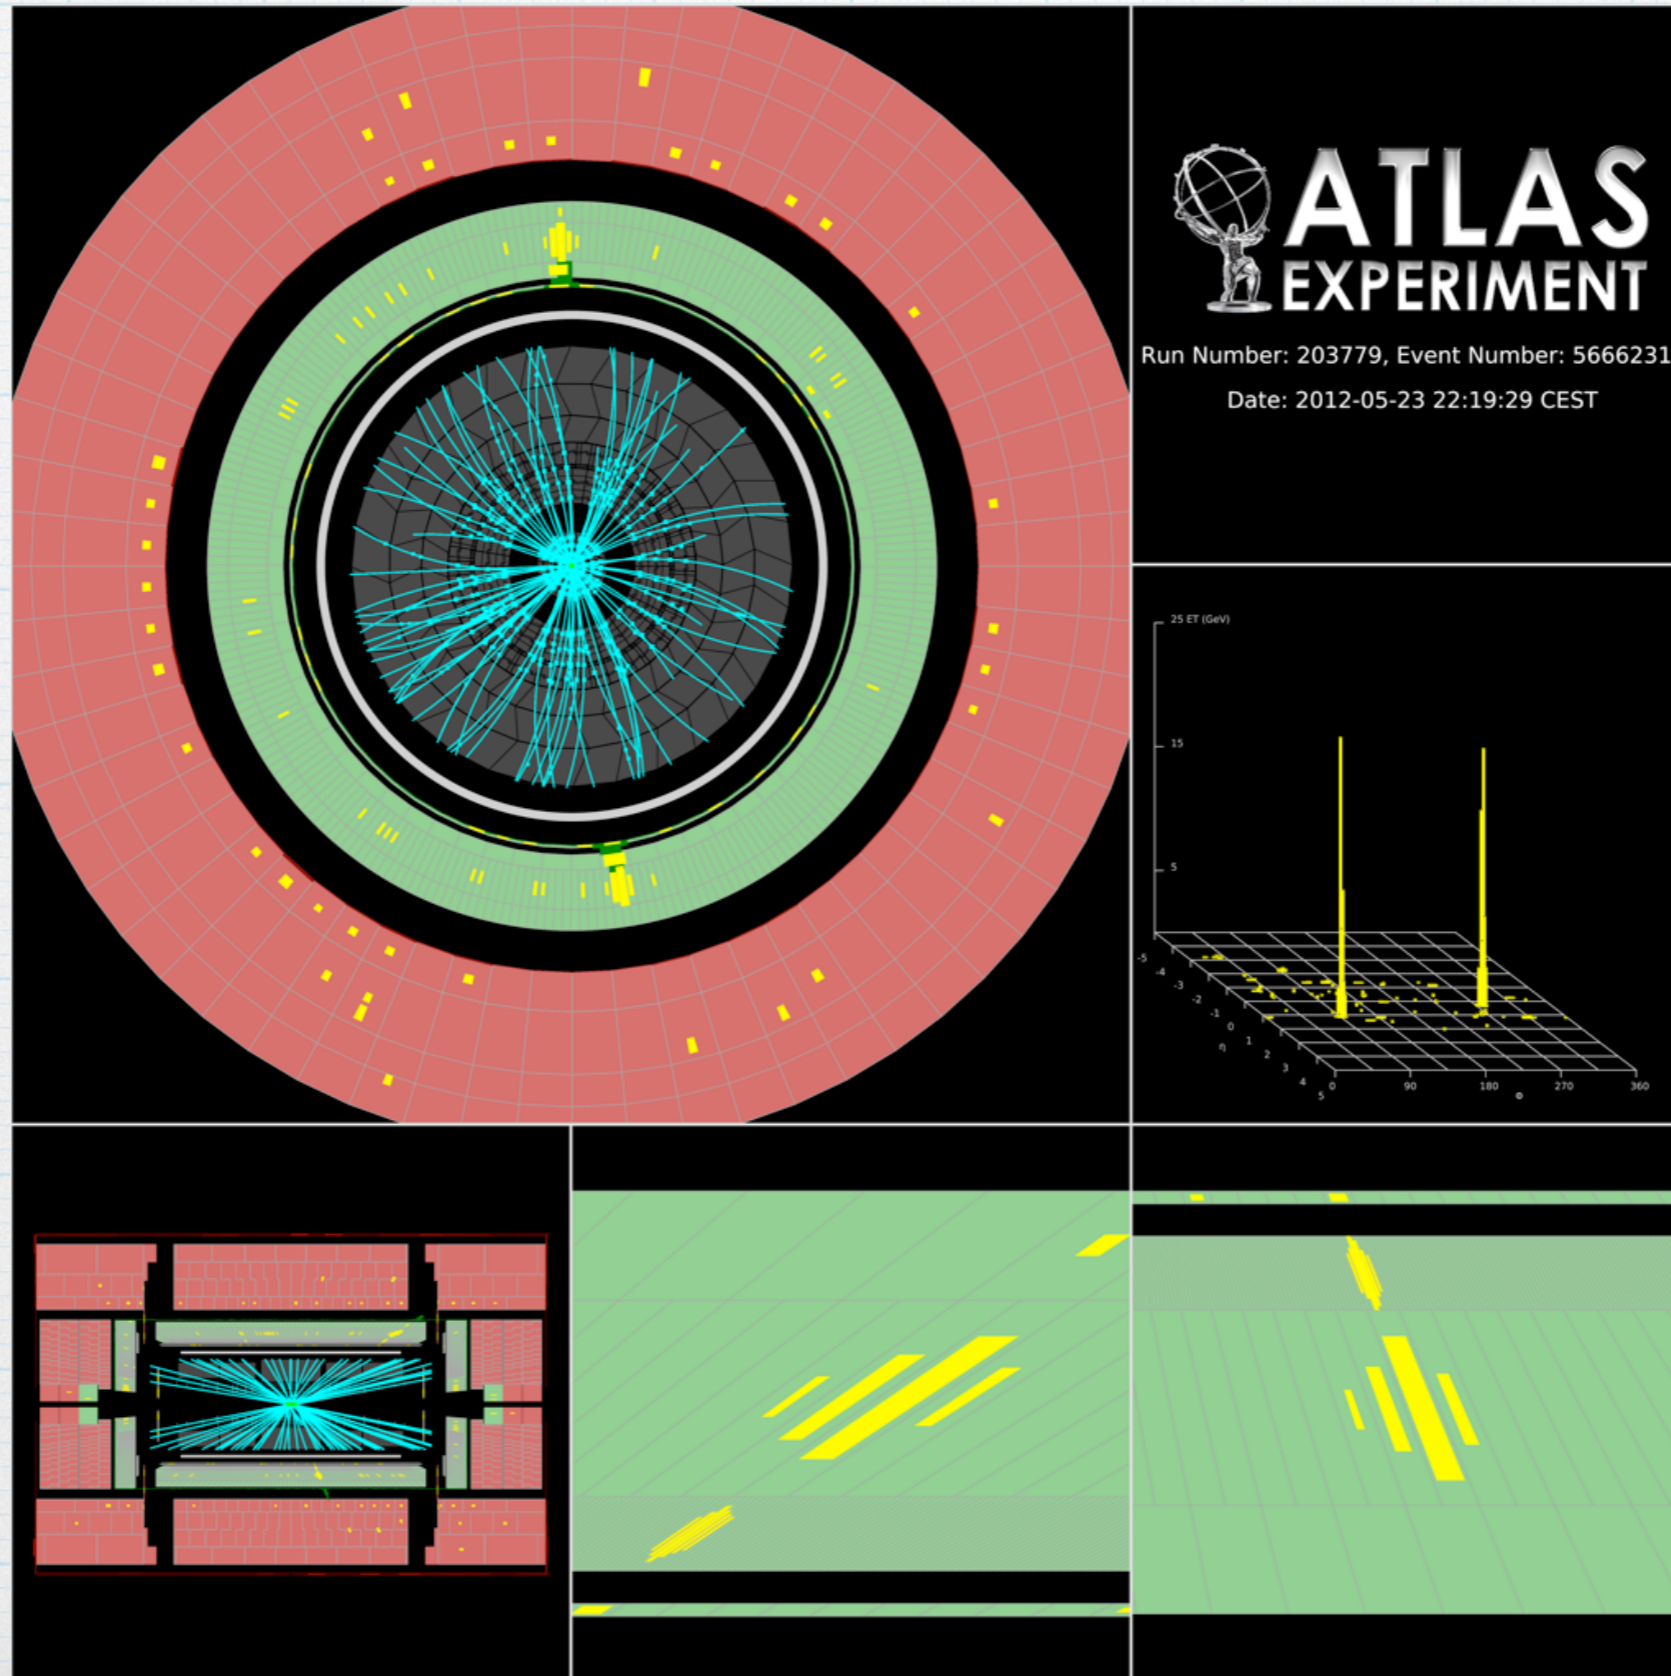 ATLAS
EXPERIMENT
Run Number: 203779, Event Number: 5666231
Date: 2012-05-23 22:19:29 CEST
25 ET (GeV)
15
5
-5
-4
-3
-2
-1
0
1
2
3
4
5
η
0 90 180 270 360
Φ